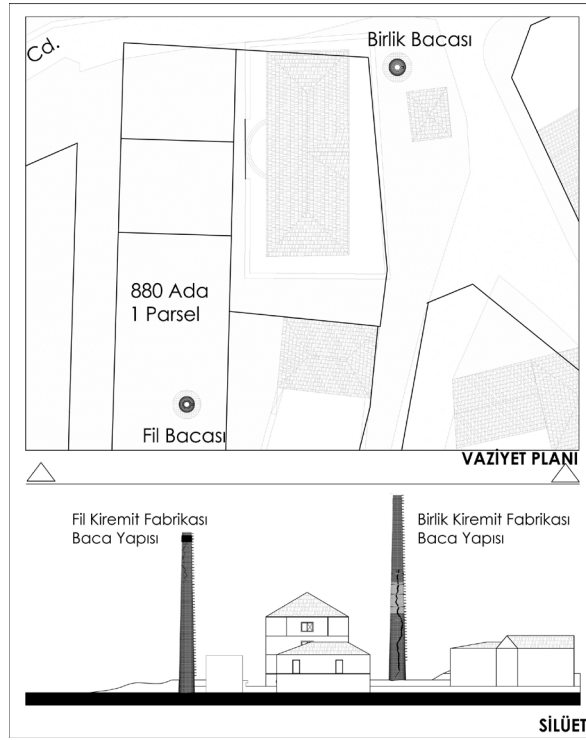 Cd.
Birlik Bacası
880 Ada
1 Parsel
Fil Bacası
VAZİYET PLANI
Fil Kiremit Fabrikası
Baca Yapısı
Birlik Kiremit Fabrikası
Baca Yapısı
SİLÜET